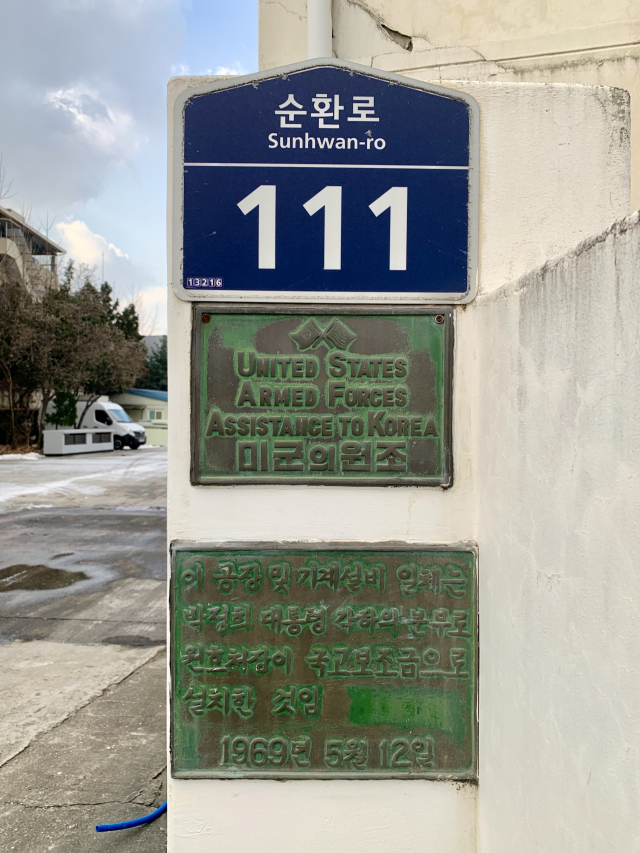 순환로
Sunhwan-ro
111
13216
UNITED STATES
ARMED FORCES
ASSISTANCE TO KOREA
미군의원조
이 공장 및 기계설비 일체는
박정희 대통령 각하의 분부로
원호처장이 국고보조금으로
설치한 것임
1969년 5월 12일